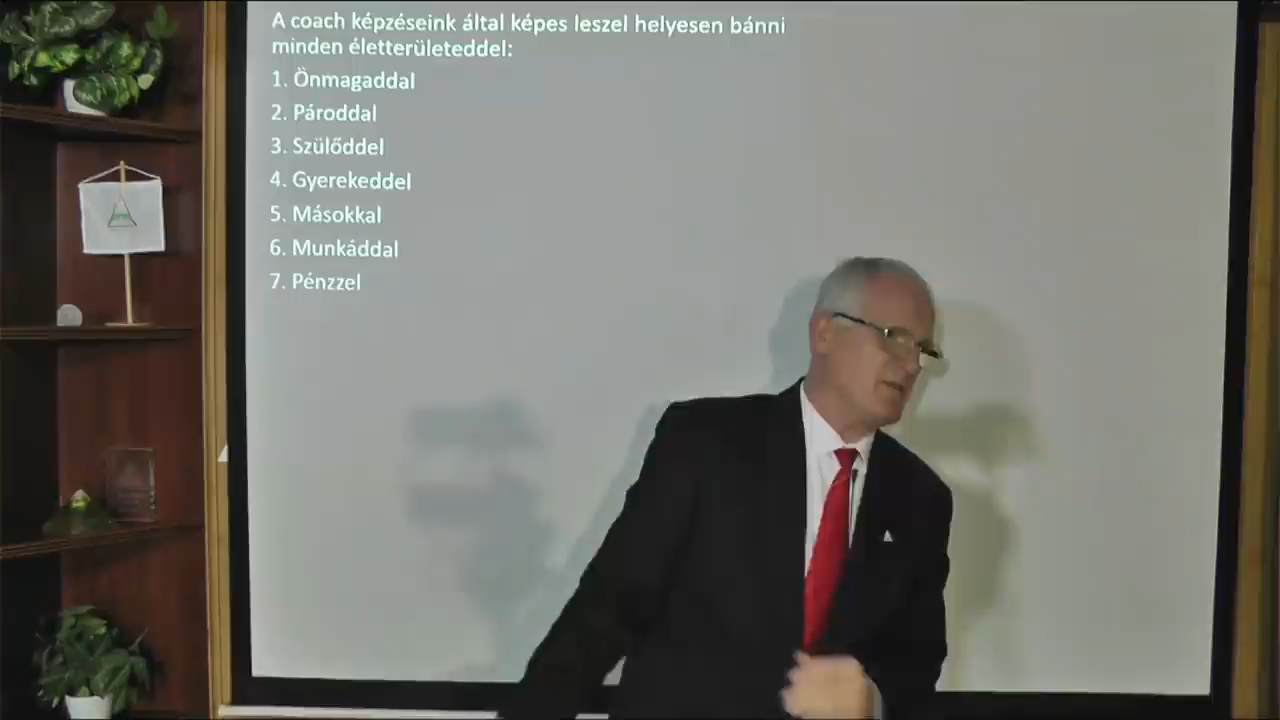 A coach képzéseink által képes leszel helyesen bánni
minden életterületeddel:
1. Önmagaddal
2. Pároddal
3. Szülőddel
4. Gyerekeddel
5. Másokkal
6. Munkáddal
7. Pénzzel